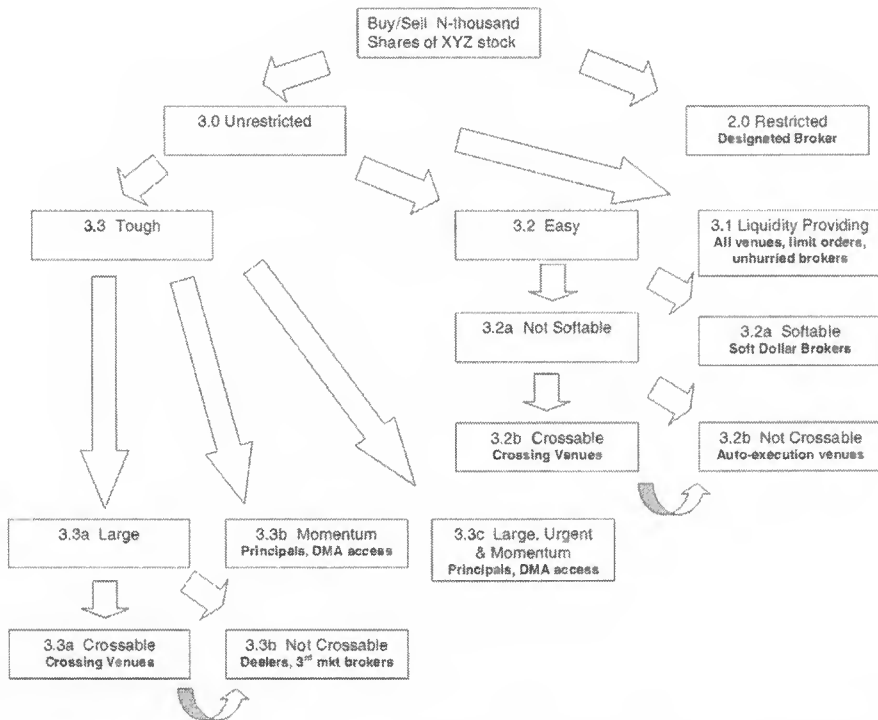 Buy/Sell N-thousand
Shares of XYZ stock
3.0 Unrestricted
2.0 Restricted
Designated Broker
3.3 Tough
3.2 Easy
3.1 Liquidity Providing
All venues, limit orders,
unhurried brokers
3.2a Not Softable
3.2a Softable
Soft Dollar Brokers
3.2b Crossable
Crossing Venues
3.2b Not Crossable
Auto-execution venues
3.3a Large
3.3b Momentum
Principals, DMA access
3.3c Large, Urgent
& Momentum
Principals, DMA access
3.3a Crossable
Crossing Venues
3.3b Not Crossable
Dealers, 3rd mkt brokers